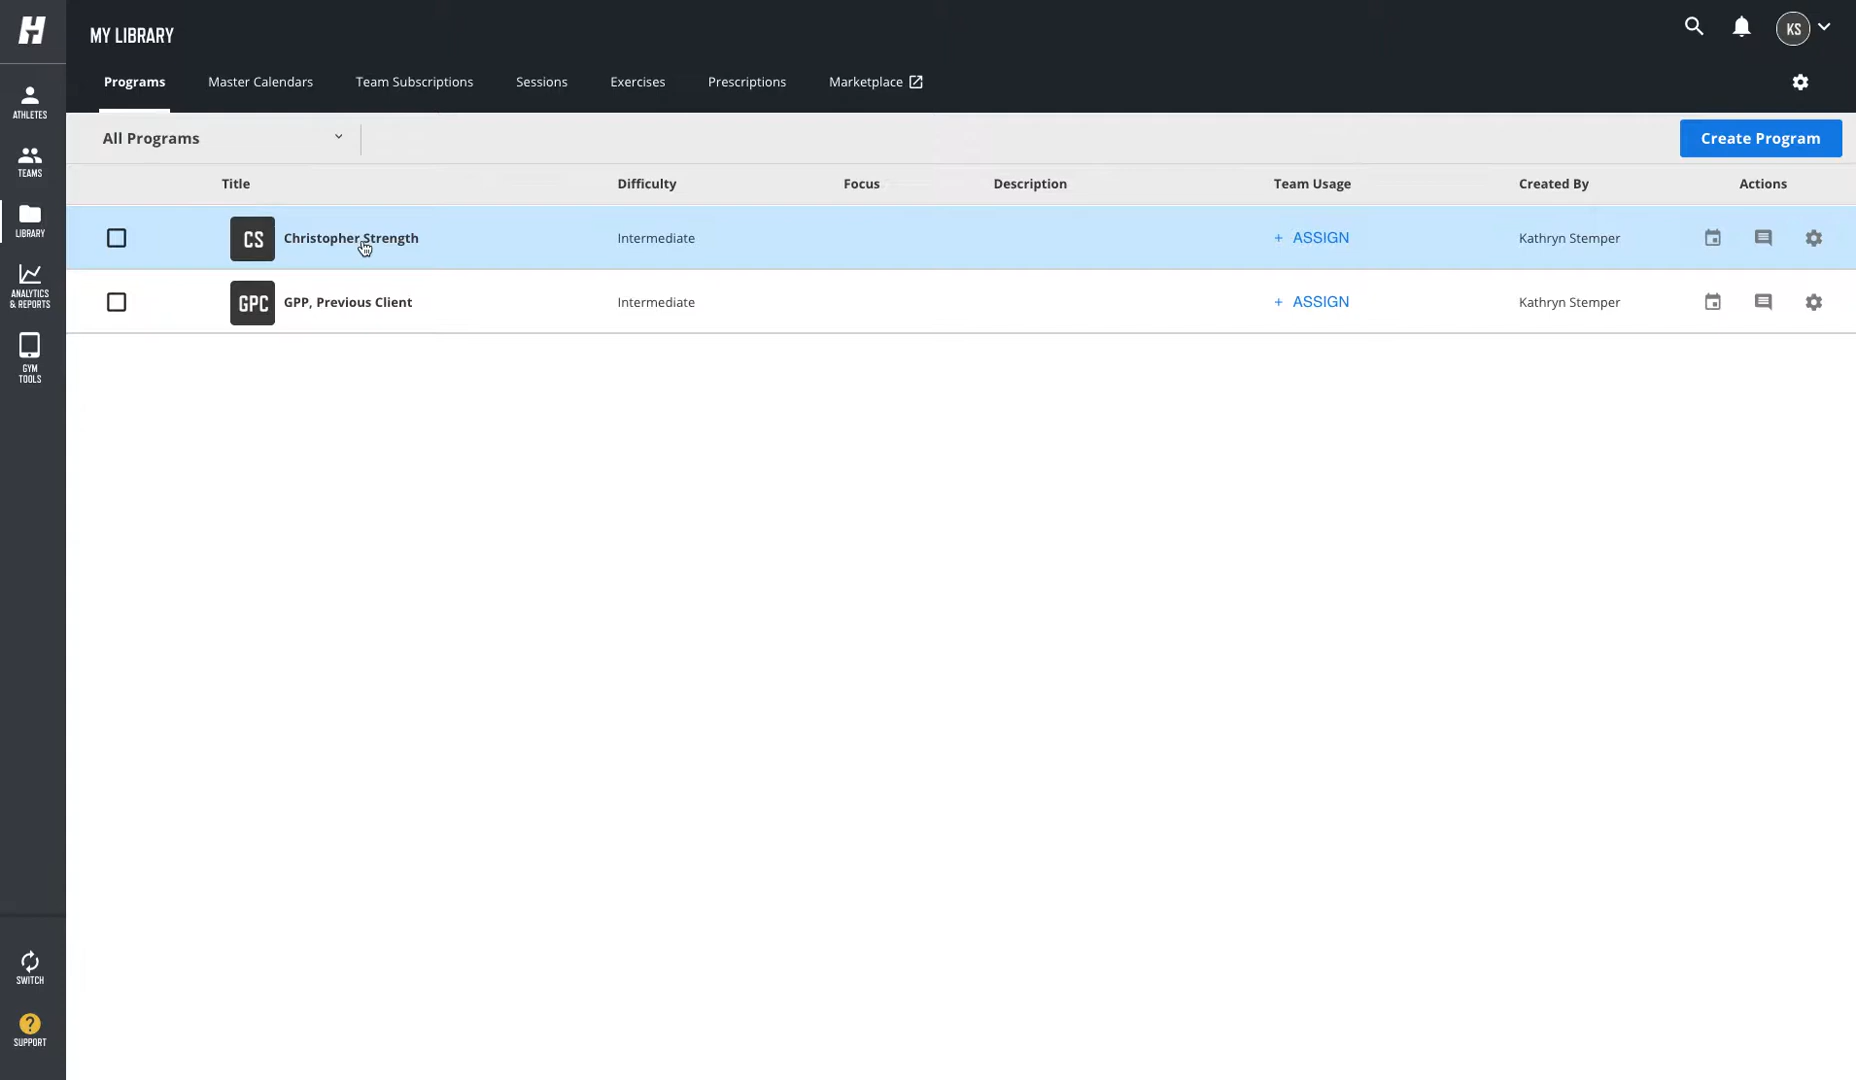 H
MY LIBRARY
KS
Programs Master Calendars Team Subscriptions Sessions Exercises Prescriptions Marketplace
All Programs
Create Program
Title Difficulty Focus Description Team Usage Created By Actions
CS Christopher Strength Intermediate + ASSIGN Kathryn Stemper
GPC GPP, Previous Client Intermediate + ASSIGN Kathryn Stemper
ATHLETES
TEAMS
LIBRARY
ANALYTICS
& REPORTS
GYM
TOOLS
SWITCH
?
SUPPORT